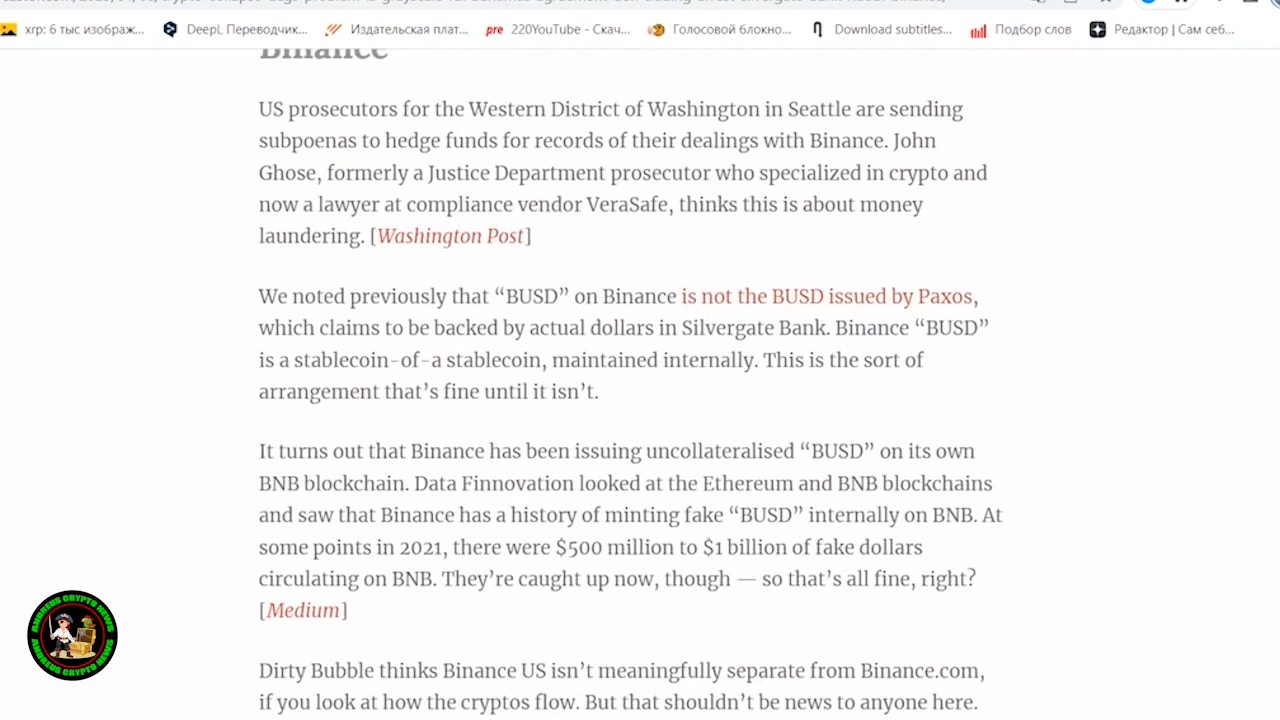 xrp: 6 тыс изображ...
DeepL Переводчик...
Издательская плат...
pre 220YouTube - Скач...
Голосовой блокно...
Download subtitles...
Подбор слов
Редактор | Сам себ...
Binance
US prosecutors for the Western District of Washington in Seattle are sending
subpoenas to hedge funds for records of their dealings with Binance. John
Ghose, formerly a Justice Department prosecutor who specialized in crypto and
now a lawyer at compliance vendor VeraSafe, thinks this is about money
laundering. [Washington Post]
We noted previously that “BUSD” on Binance is not the BUSD issued by Paxos,
which claims to be backed by actual dollars in Silvergate Bank. Binance “BUSD”
is a stablecoin-of-a stablecoin, maintained internally. This is the sort of
arrangement that’s fine until it isn’t.
It turns out that Binance has been issuing uncollateralised “BUSD” on its own
BNB blockchain. Data Finnovation looked at the Ethereum and BNB blockchains
and saw that Binance has a history of minting fake “BUSD” internally on BNB. At
some points in 2021, there were $500 million to $1 billion of fake dollars
circulating on BNB. They’re caught up now, though — so that’s all fine, right?
[Medium]
Dirty Bubble thinks Binance US isn’t meaningfully separate from Binance.com,
if you look at how the cryptos flow. But that shouldn’t be news to anyone here.
ANDREUS CRYPTO NEWS
ANDREUS CRYPTO NEWS